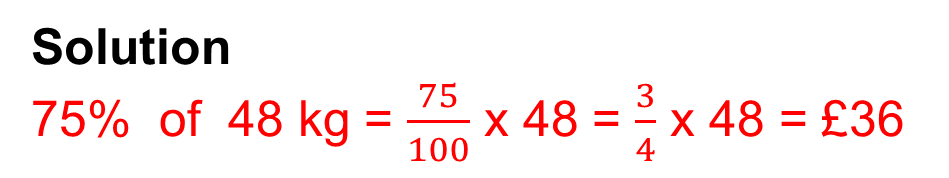 Solution
75% of 48 kg = 75/100 x 48 = 3/4 x 48 = £36